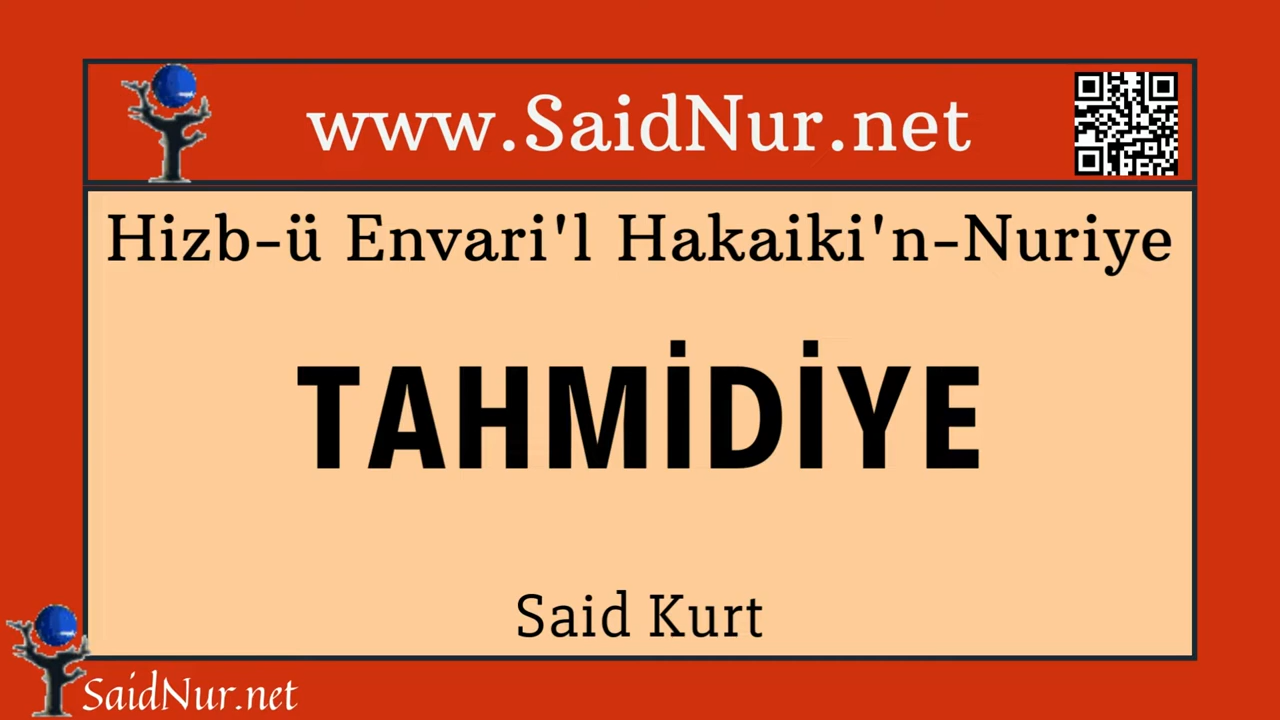 www.SaidNur.net
Hizb-ü Envari'l Hakaiki'n-Nuriye
TAHMİDİYE
Said Kurt
SaidNur.net